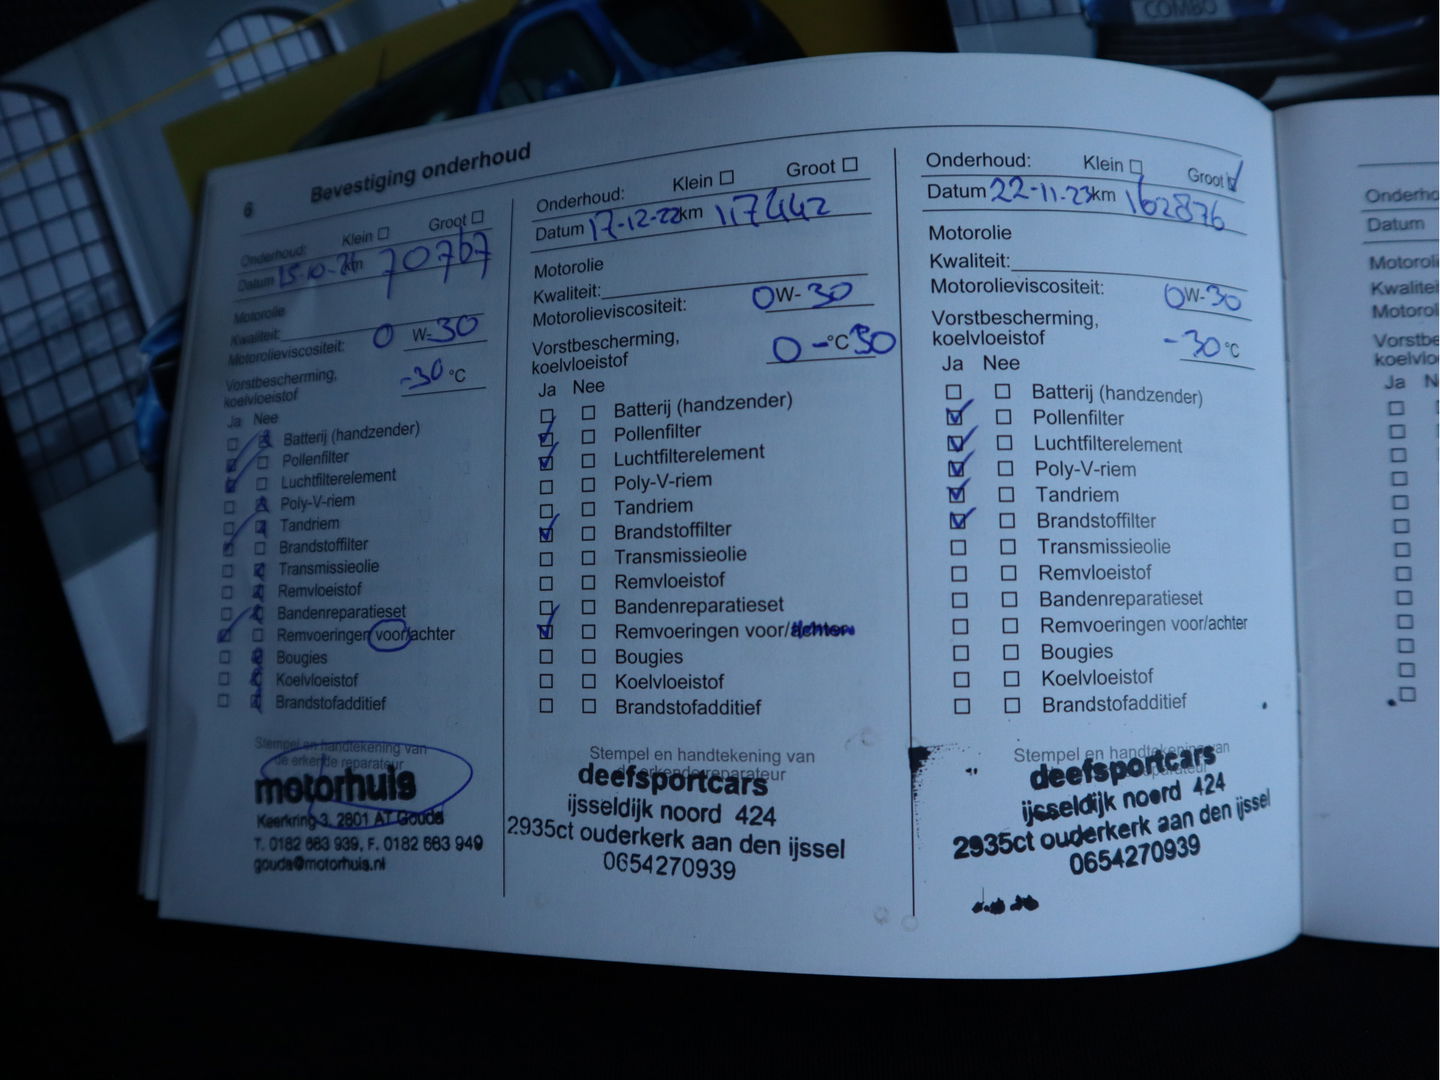 COMBO
6
Bevestiging onderhoud
Onderhoud: Klein Groot
Datum 15-10-21 km 70767
Motorolie
Kwaliteit:
Motorolieviscositeit: 0 W-30
Vorstbescherming,
koelvloeistof -30 °C
Ja Nee
Batterij (handzender)
Pollenfilter
Luchtfilterelement
Poly-V-riem
Tandriem
Brandstoffilter
Transmissieolie
Remvloeistof
Bandenreparatieset
Remvoeringen voor/achter
Bougies
Koelvloeistof
Brandstofadditief
Stempel en handtekening van
de erkende reparateur
motorhuis
Kaerkring 3, 2801 AT Gouda
T. 0182 683 939, F. 0182 683 949
gouda@motorhuis.nl
Onderhoud: Klein Groot
Datum 17-12-22 km 117442
Motorolie
Kwaliteit:
Motorolieviscositeit: 0W-30
Vorstbescherming,
koelvloeistof 0 -°C 30
Ja Nee
Batterij (handzender)
Pollenfilter
Luchtfilterelement
Poly-V-riem
Tandriem
Brandstoffilter
Transmissieolie
Remvloeistof
Bandenreparatieset
Remvoeringen voor/achter
Bougies
Koelvloeistof
Brandstofadditief
Stempel en handtekening van
de erkende reparateur
deefsportcars
ijsseldijk noord 424
2935ct ouderkerk aan den ijssel
0654270939
Onderhoud: Klein Groot
Datum 22-11-23 km 162876
Motorolie
Kwaliteit:
Motorolieviscositeit: 0W-30
Vorstbescherming,
koelvloeistof -30 °C
Ja Nee
Batterij (handzender)
Pollenfilter
Luchtfilterelement
Poly-V-riem
Tandriem
Brandstoffilter
Transmissieolie
Remvloeistof
Bandenreparatieset
Remvoeringen voor/achter
Bougies
Koelvloeistof
Brandstofadditief
Stempel en handtekening van
reparateur
deefsportcars
ijsseldijk noord 424
2935ct ouderkerk aan den ijssel
0654270939
Onderho
Datum
Motoroli
Kwaliteit
Motorol
Vorstbe
koelvlo
Ja N